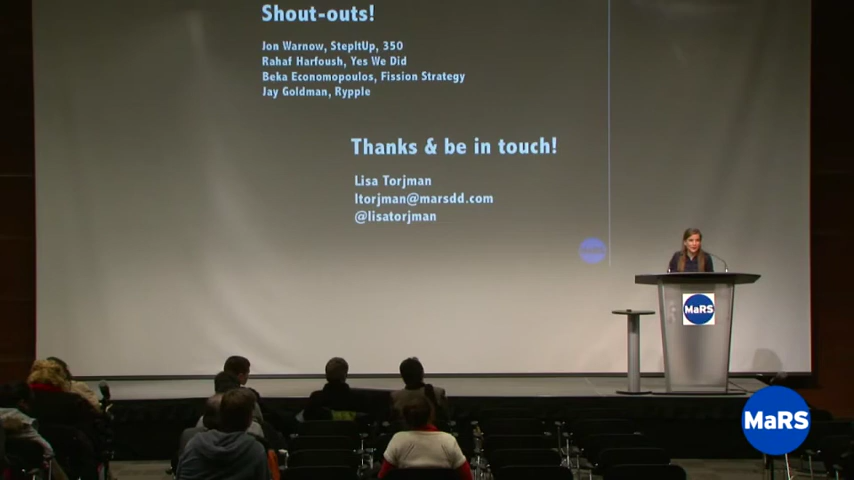 Shout-outs!
Jon Warnow, StepItUp, 350
Rahaf Harfoush, Yes We Did
Beka Economopoulos, Fission Strategy
Jay Goldman, Rypple
Thanks & be in touch!
Lisa Torjman
ltorjman@marsdd.com
@lisatorjman
MaRS
MaRS
MaRS